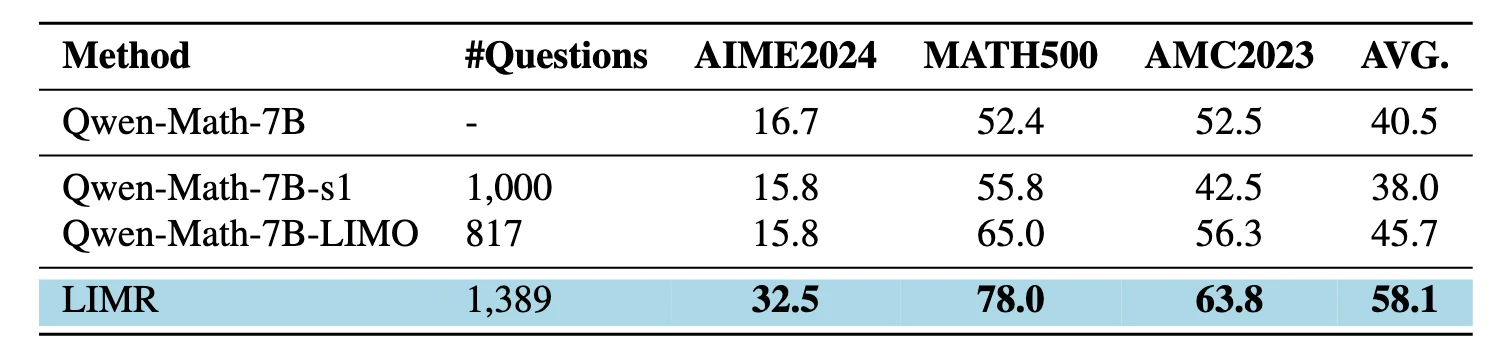 Method #Questions AIME2024 MATH500 AMC2023 AVG.
Qwen-Math-7B - 16.7 52.4 52.5 40.5
Qwen-Math-7B-s1 1,000 15.8 55.8 42.5 38.0
Qwen-Math-7B-LIMO 817 15.8 65.0 56.3 45.7
LIMR 1,389 32.5 78.0 63.8 58.1